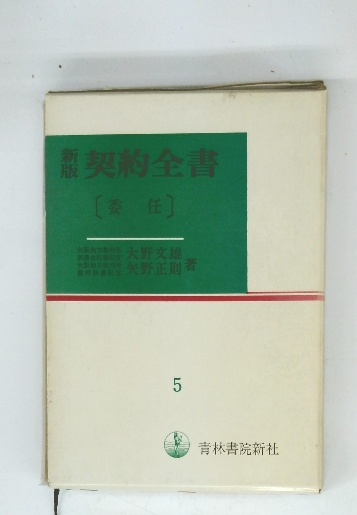 新版 契約全書
〔委任〕
大野文雄
矢野正則 著
5
青林書院新社